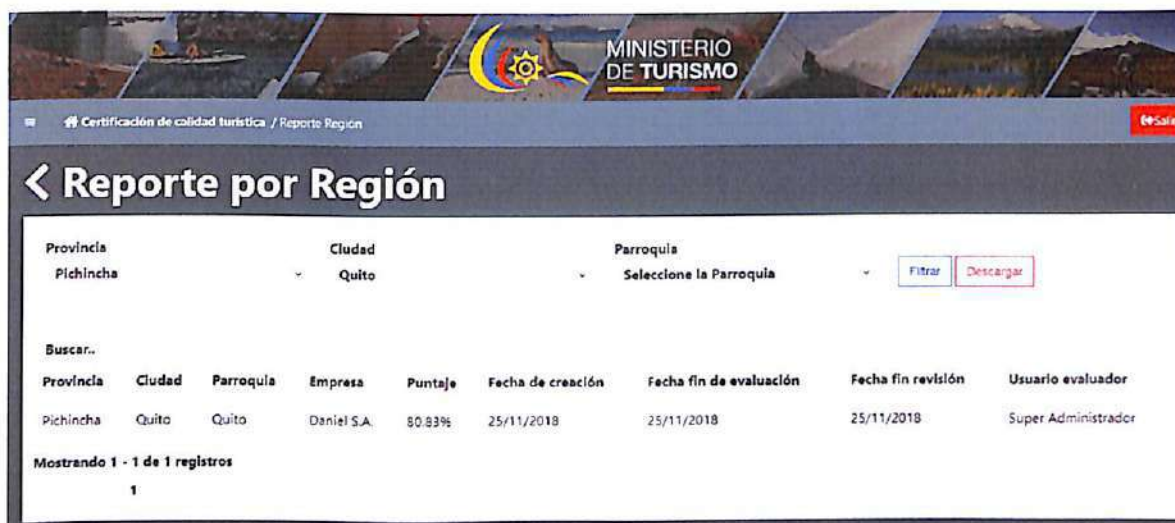 MINISTERIO
DE TURISMO
Certificación de calidad turística / Reporte Región
Salir
Reporte por Región
Provincia Ciudad Parroquia
Pichincha Quito Seleccione la Parroquia Filtrar Descargar
Buscar..
Provincia Ciudad Parroquia Empresa Puntaje Fecha de creación Fecha fin de evaluación Fecha fin revisión Usuario evaluador
Pichincha Quito Quito Daniel S.A. 80.83% 25/11/2018 25/11/2018 25/11/2018 Super Administrador
Mostrando 1 - 1 de 1 registros
1